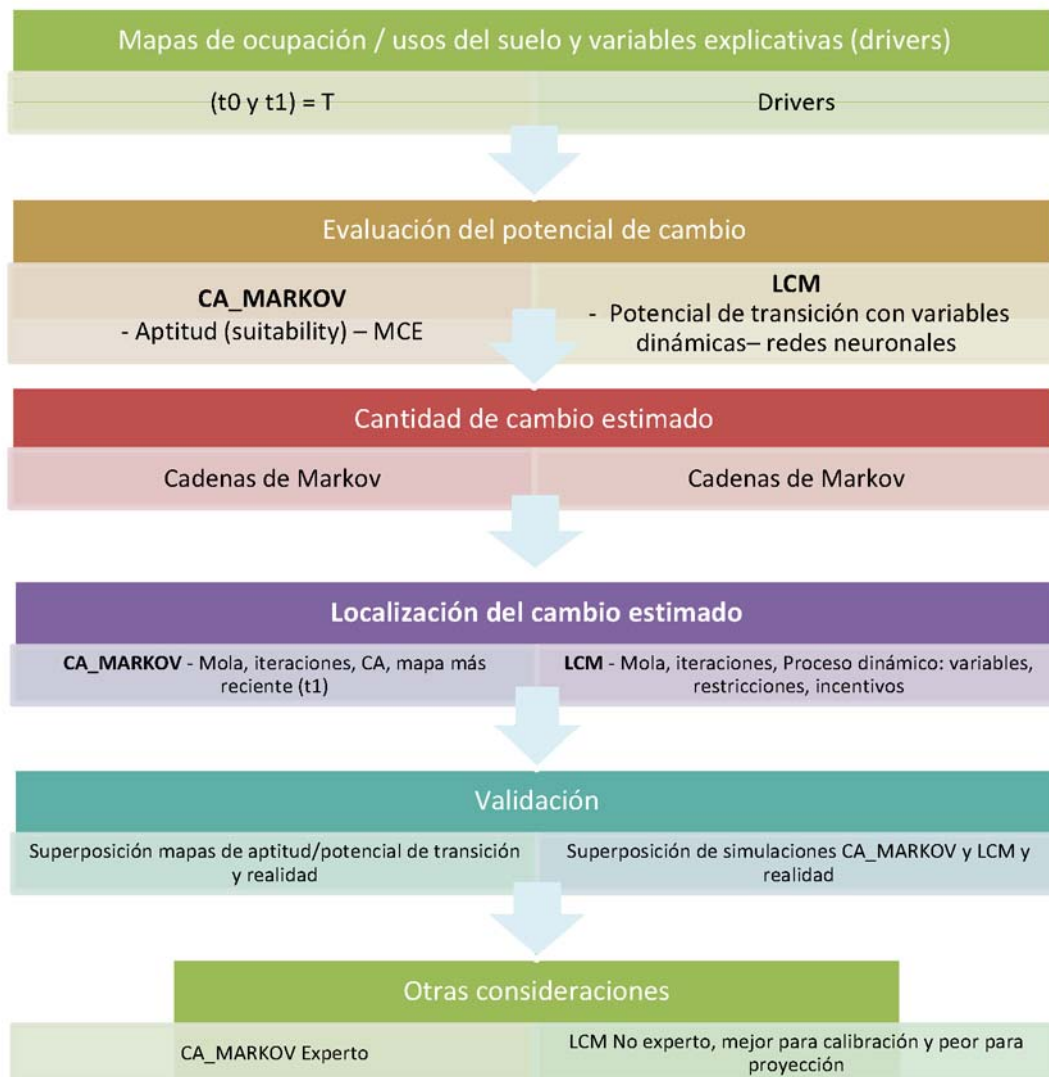 Mapas de ocupación / usos del suelo y variables explicativas (drivers)
(t0 y t1) = T
Drivers
Evaluación del potencial de cambio
CA_MARKOV
- Aptitud (suitability) – MCE
LCM
- Potencial de transición con variables
dinámicas– redes neuronales
Cantidad de cambio estimado
Cadenas de Markov
Cadenas de Markov
Localización del cambio estimado
CA_MARKOV - Mola, iteraciones, CA, mapa más
reciente (t1)
LCM - Mola, iteraciones, Proceso dinámico: variables,
restricciones, incentivos
Validación
Superposición mapas de aptitud/potencial de transición
y realidad
Superposición de simulaciones CA_MARKOV y LCM y
realidad
Otras consideraciones
CA_MARKOV Experto
LCM No experto, mejor para calibración y peor para
proyección